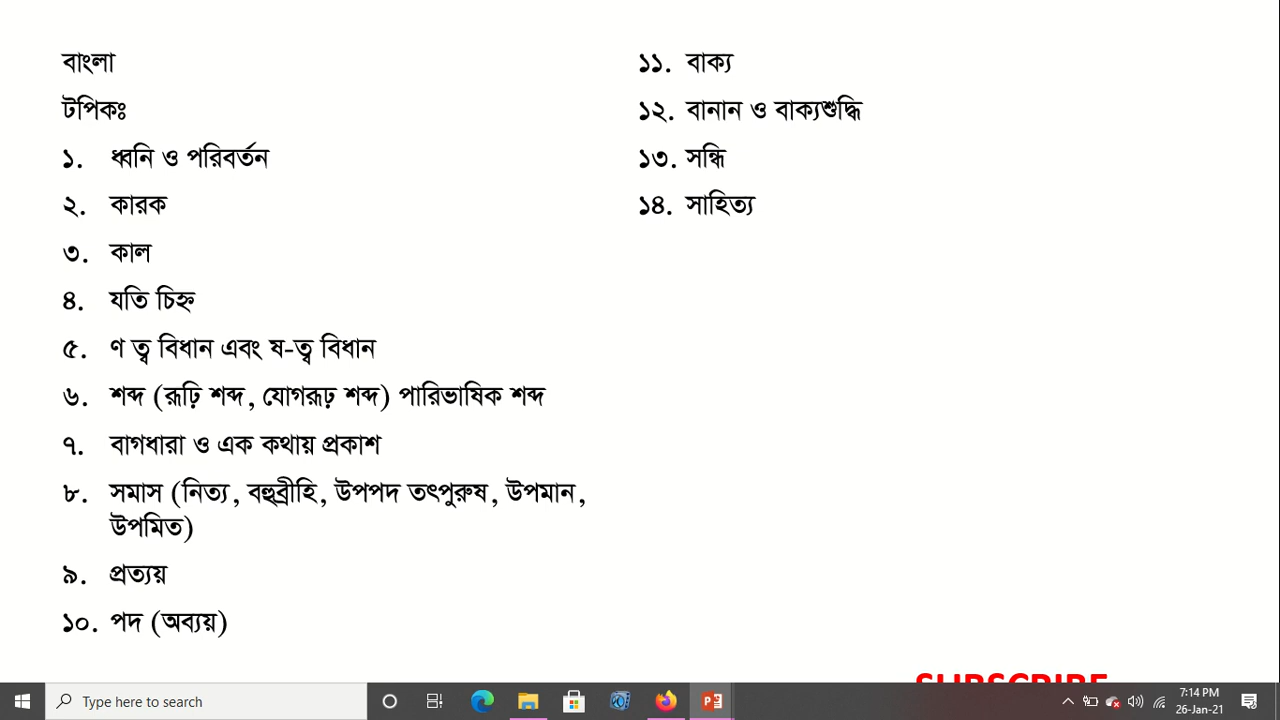 বাংলা
টপিকঃ
১. ধ্বনি ও পরিবর্তন
২. কারক
৩. কাল
৪. যতি চিহ্ন
৫. ণ ত্ব বিধান এবং ষ-ত্ব বিধান
৬. শব্দ (রূঢ়ি শব্দ, যোগরূঢ় শব্দ) পারিভাষিক শব্দ
৭. বাগধারা ও এক কথায় প্রকাশ
৮. সমাস (নিত্য, বহুব্রীহি, উপপদ তৎপুরুষ, উপমান,
উপমিত)
৯. প্রত্যয়
১০. পদ (অব্যয়)
১১. বাক্য
১২. বানান ও বাক্যশুদ্ধি
১৩. সন্ধি
১৪. সাহিত্য
SUBSCRIBE
Type here to search
7:14 PM
26-Jan-21